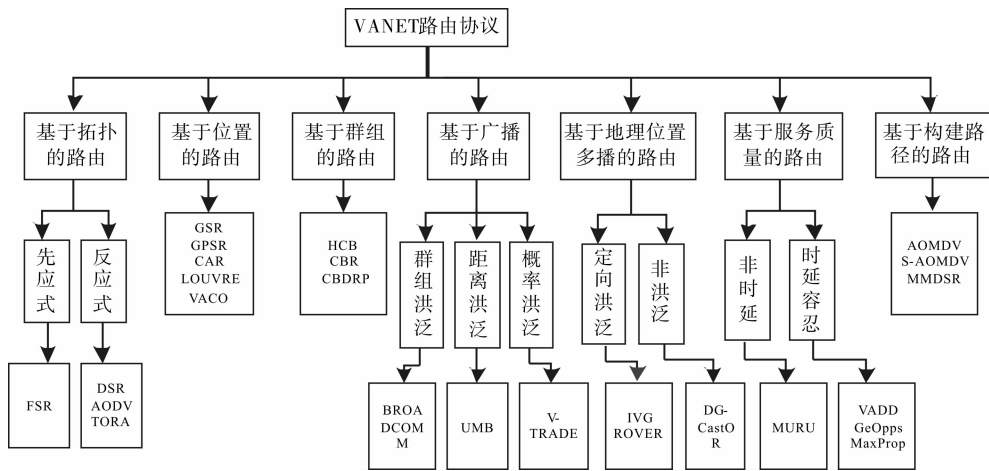 VANET路由协议
基于拓扑
的路由
基于位置
的路由
基于群组
的路由
基于广播
的路由
基于地理位置
多播的路由
基于服务质
量的路由
基于构建路
径的路由
先应式
反应式
GSR
GPSR
CAR
LOUVRE
VACO
HCB
CBR
CBDRP
群组洪泛
距离洪泛
概率洪泛
定向洪泛
非洪泛
非时延
时延容忍
AOMDV
S-AOMDV
MMDSR
FSR
DSR
AODV
TORA
BROA
DCOM
M
UMB
V-
TRADE
IVG
ROVER
DG-
CastO
R
MURU
VADD
GeOpps
MaxProp